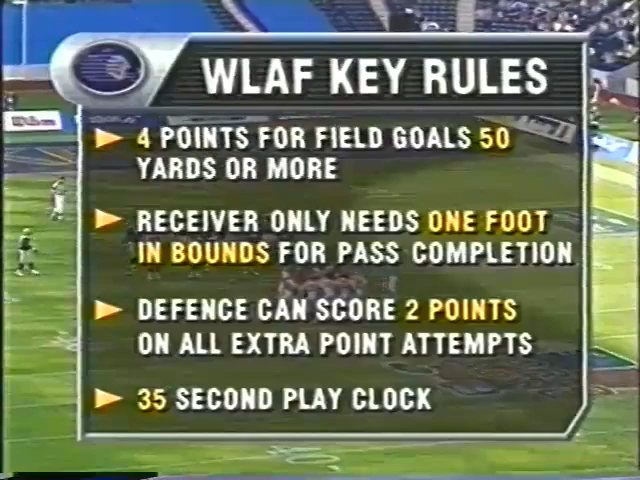 WLAF KEY RULES
4 POINTS FOR FIELD GOALS 50
YARDS OR MORE
RECEIVER ONLY NEEDS ONE FOOT
IN BOUNDS FOR PASS COMPLETION
DEFENCE CAN SCORE 2 POINTS
ON ALL EXTRA POINT ATTEMPTS
35 SECOND PLAY CLOCK
Wilson